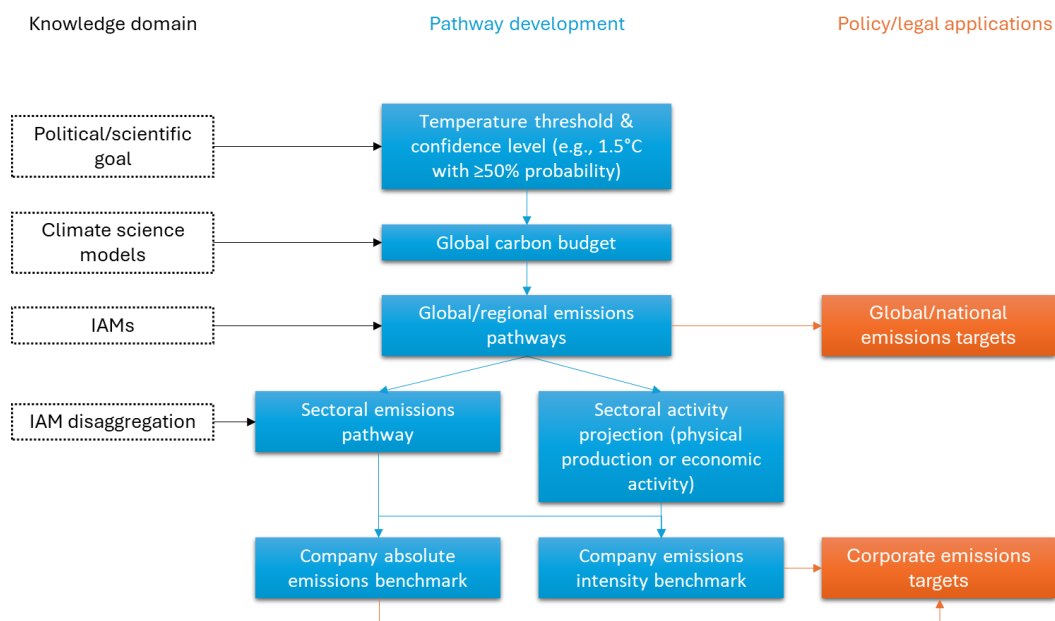 Knowledge domain
Pathway development
Policy/legal applications
Political/scientific
goal
Temperature threshold &
confidence level (e.g., 1.5°C
with ≥50% probability)
Climate science
models
Global carbon budget
IAMs
Global/regional emissions
pathways
Global/national
emissions targets
IAM disaggregation
Sectoral emissions
pathway
Sectoral activity
projection (physical
production or economic
activity)
Company absolute
emissions benchmark
Company emissions
intensity benchmark
Corporate emissions
targets